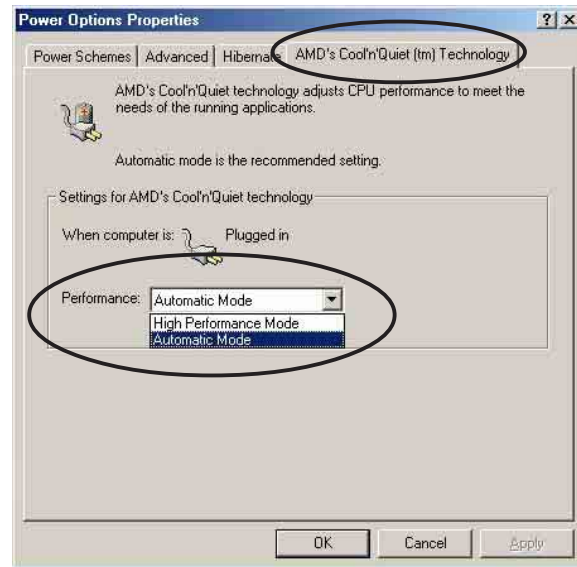 Power Options Properties
Power Schemes Advanced Hibernate AMD's Cool'n'Quiet (tm) Technology
AMD's Cool'n'Quiet technology adjusts CPU performance to meet the
needs of the running applications.
Automatic mode is the recommended setting.
Settings for AMD's Cool'n'Quiet technology
When computer is: Plugged in
Performance: Automatic Mode
High Performance Mode
Automatic Mode
OK Cancel Apply